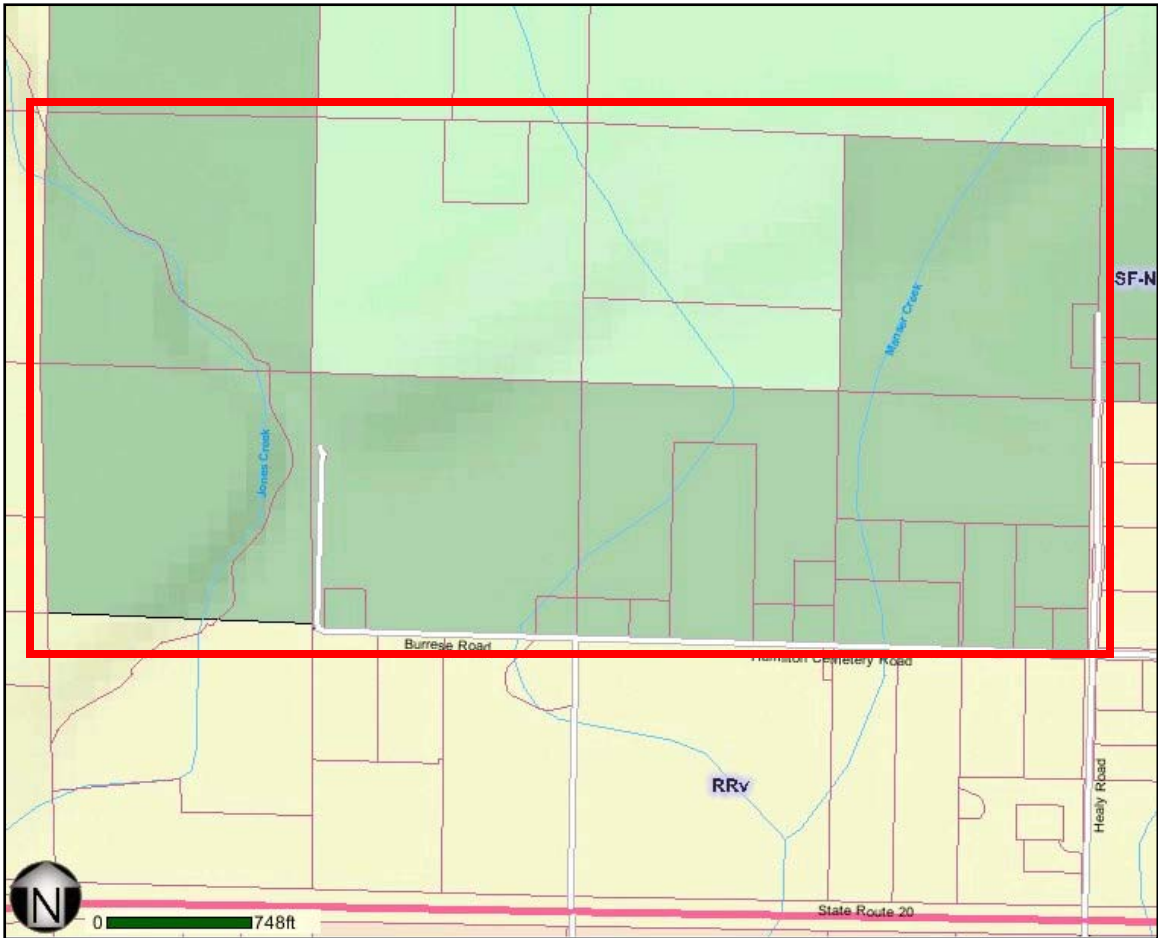 SF-N
Manser Creek
Jones Creek
Burrese Road
Hamilton Cemetery Road
RRv
Healy Road
N
0
748ft
State Route 20